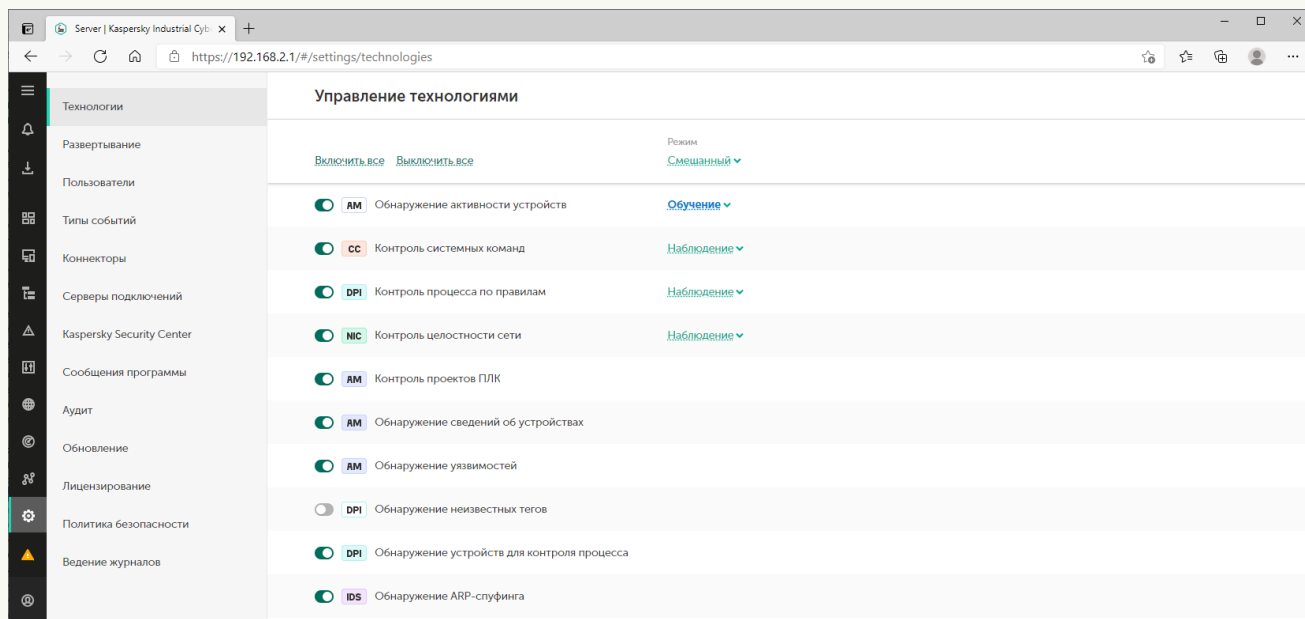 Server | Kaspersky Industrial Cyb
https://192.168.2.1/#/settings/technologies
Технологии
Развертывание
Пользователи
Типы событий
Коннекторы
Серверы подключений
Kaspersky Security Center
Сообщения программы
Аудит
Обновление
Лицензирование
Политика безопасности
Ведение журналов
Управление технологиями
Режим
Включить все Выключить все Смешанный
AM Обнаружение активности устройств Обучение
CC Контроль системных команд Наблюдение
DPI Контроль процесса по правилам Наблюдение
NIC Контроль целостности сети Наблюдение
AM Контроль проектов ПЛК
AM Обнаружение сведений об устройствах
AM Обнаружение уязвимостей
DPI Обнаружение неизвестных тегов
DPI Обнаружение устройств для контроля процесса
IDS Обнаружение ARP-спуфинга